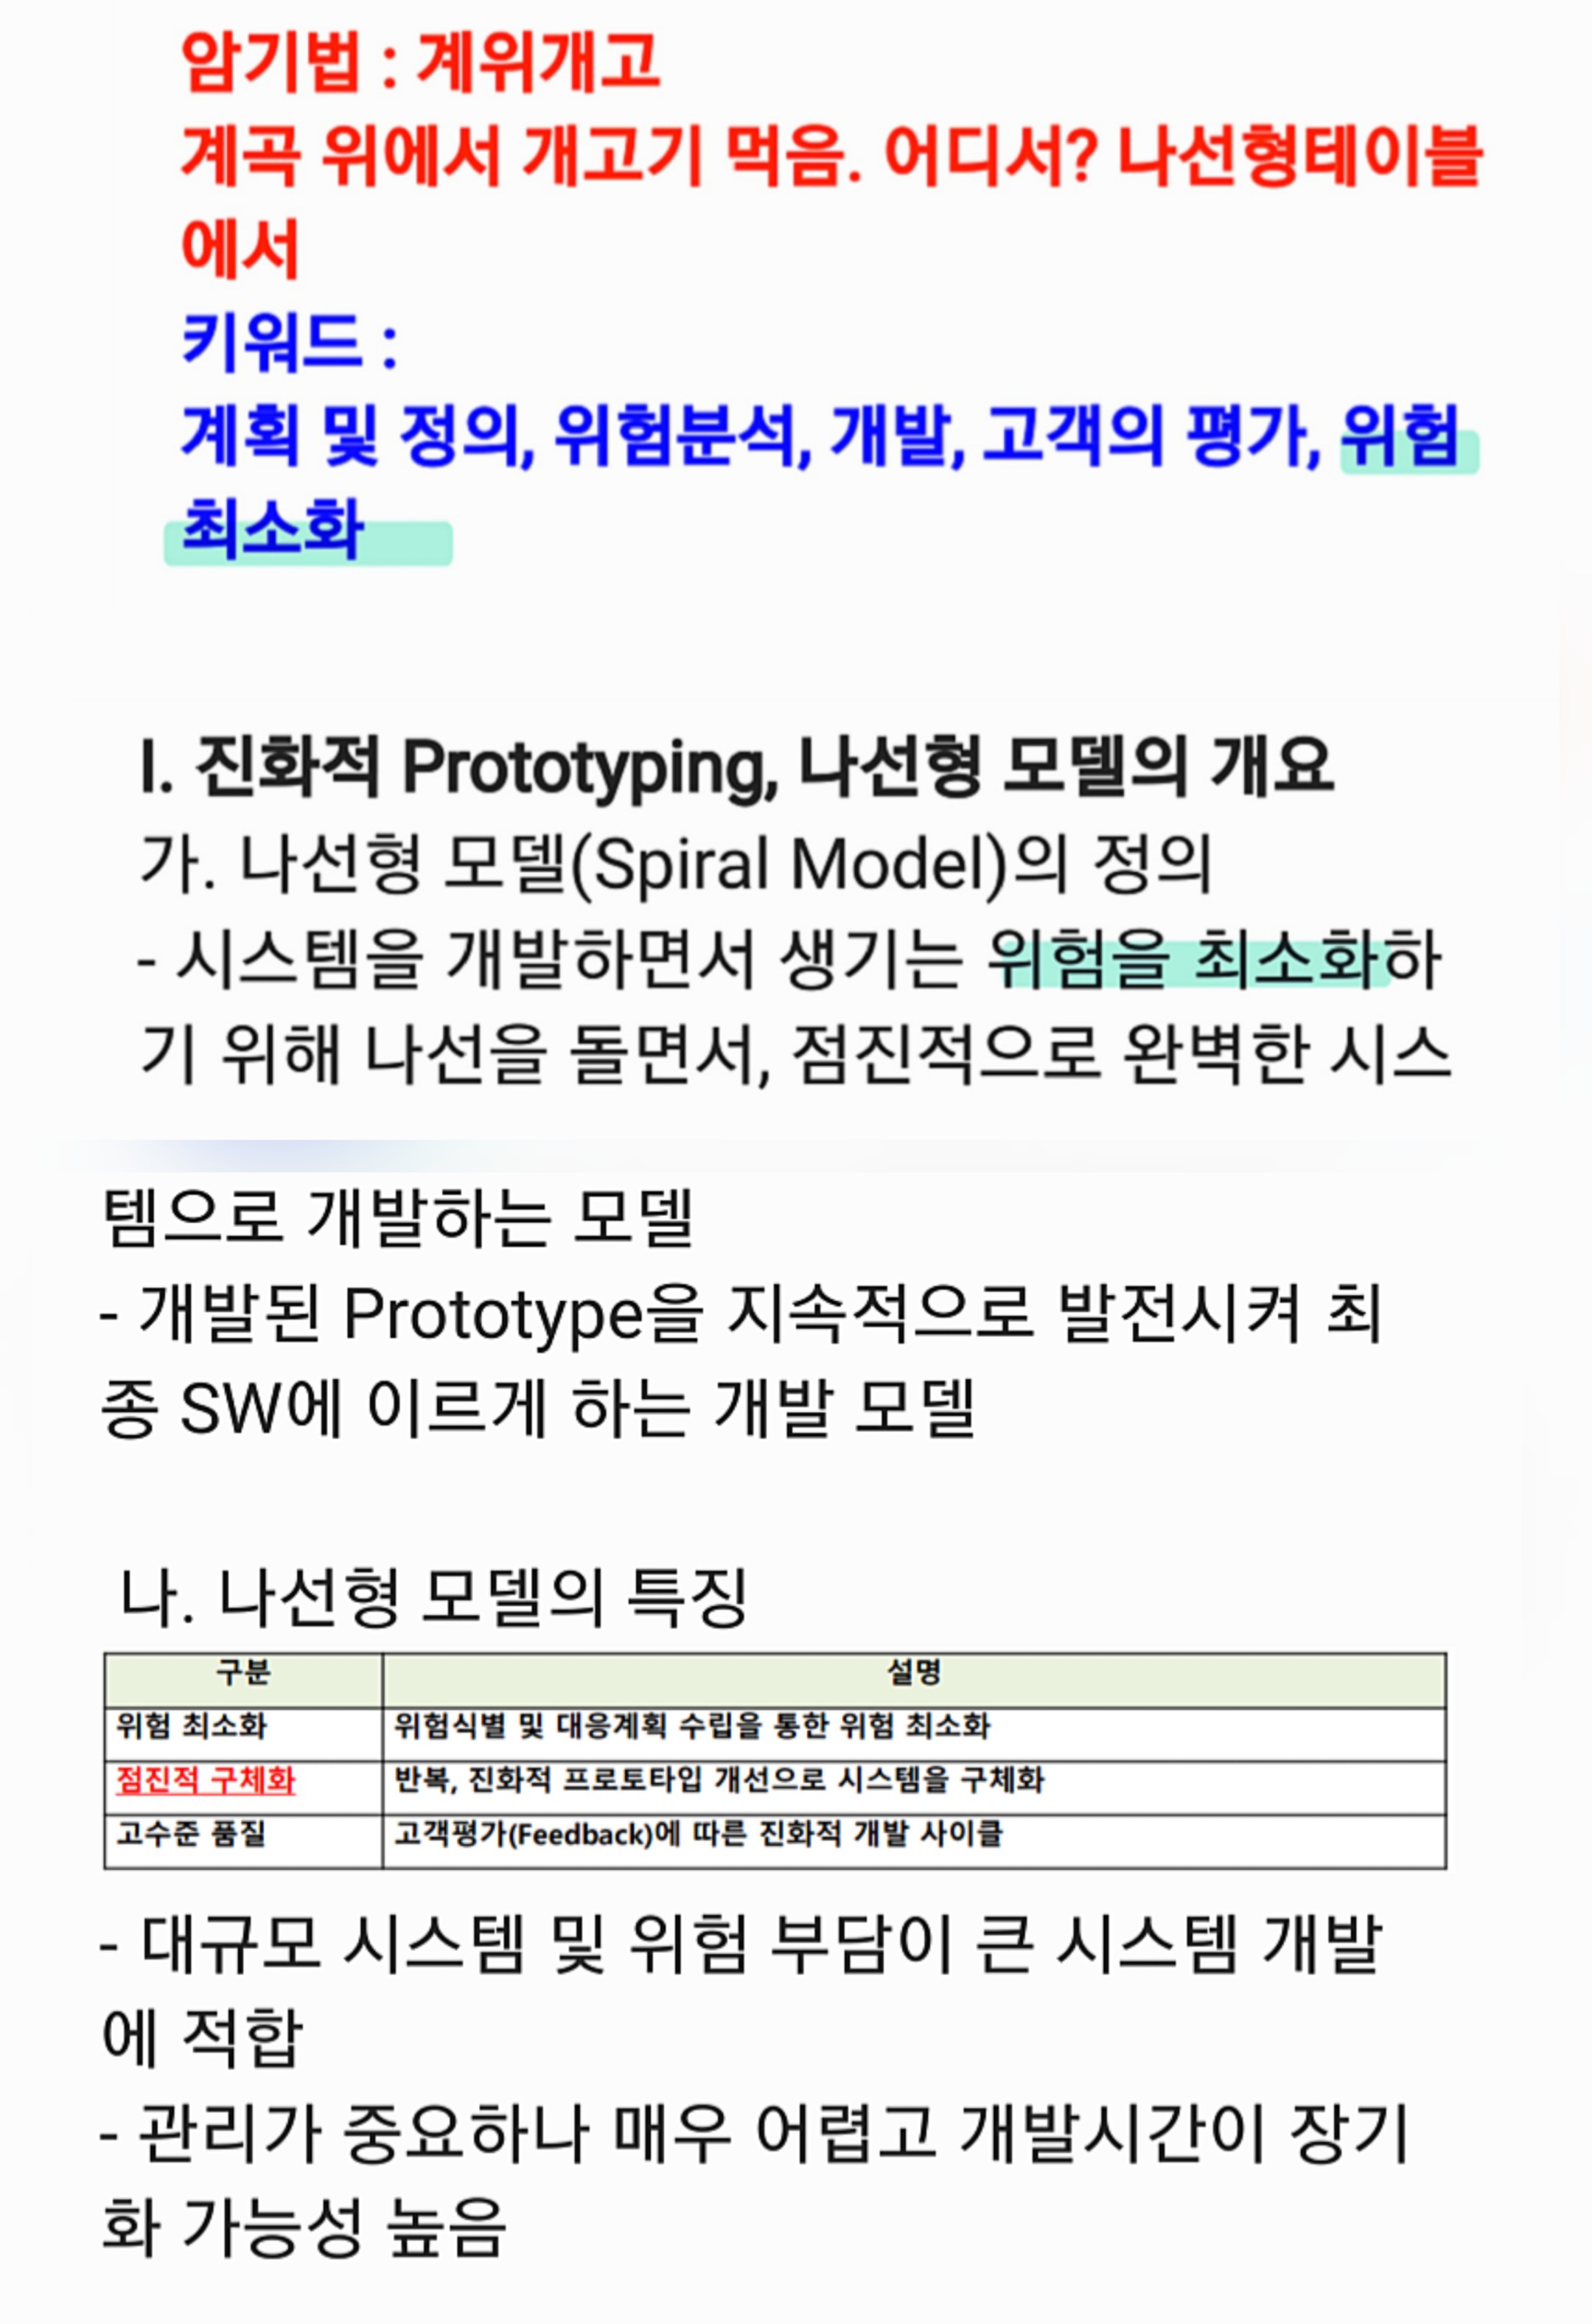 암기법 : 계위개고
계곡 위에서 개고기 먹음. 어디서? 나선형테이블
에서
키워드 :
계획 및 정의, 위험분석, 개발, 고객의 평가, 위험
최소화
I. 진화적 Prototyping, 나선형 모델의 개요
가. 나선형 모델(Spiral Model)의 정의
- 시스템을 개발하면서 생기는 위험을 최소화하
기 위해 나선을 돌면서, 점진적으로 완벽한 시스
템으로 개발하는 모델
- 개발된 Prototype을 지속적으로 발전시켜 최
종 SW에 이르게 하는 개발 모델
나. 나선형 모델의 특징
구분 설명
위험 최소화 위험식별 및 대응계획 수립을 통한 위험 최소화
점진적 구체화 반복, 진화적 프로토타입 개선으로 시스템을 구체화
고수준 품질 고객평가(Feedback)에 따른 진화적 개발 사이클
- 대규모 시스템 및 위험 부담이 큰 시스템 개발
에 적합
- 관리가 중요하나 매우 어렵고 개발시간이 장기
화 가능성 높음